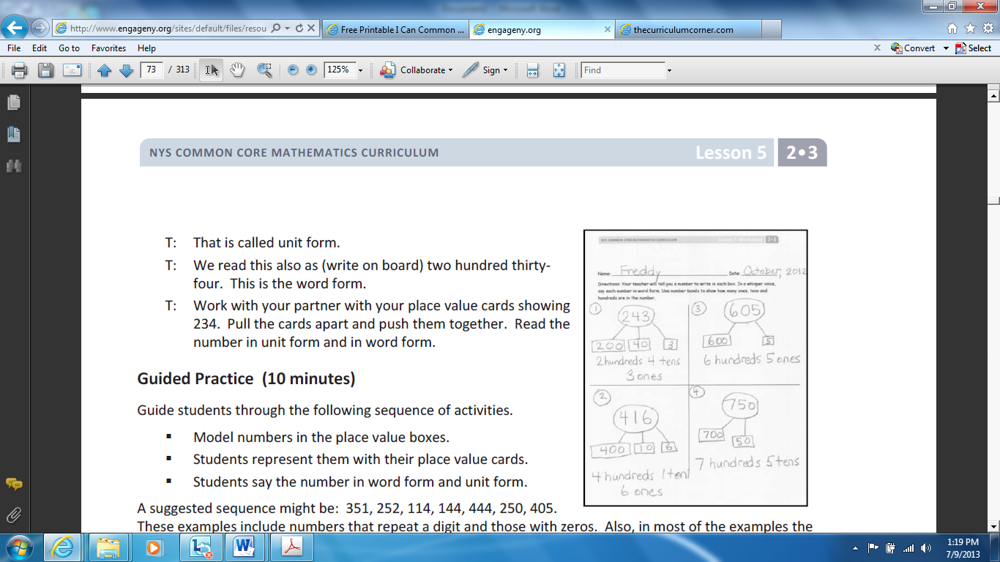 http://www.engageny.org/sites/default/files/resou
Free Printable I Can Common ...
engageny.org
thecurriculumcorner.com
File Edit Go to Favorites Help
x Convert Select
73 / 313
125%
Collaborate
Sign
Find
NYS COMMON CORE MATHEMATICS CURRICULUM
Lesson 5 2•3
T: That is called unit form.
T: We read this also as (write on board) two hundred thirty-
four. This is the word form.
T: Work with your partner with your place value cards showing
234. Pull the cards apart and push them together. Read the
number in unit form and in word form.
Guided Practice (10 minutes)
Guide students through the following sequence of activities.
▪ Model numbers in the place value boxes.
▪ Students represent them with their place value cards.
▪ Students say the number in word form and unit form.
A suggested sequence might be: 351, 252, 114, 144, 444, 250, 405.
These examples include numbers that repeat a digit and those with zeros. Also, in most of the examples the
NYS COMMON CORE MATHEMATICS CURRICULUM Lesson 5 Worksheet 2•3
Name: Freddy Date: October, 2012
Directions: Your teacher will tell you a number to write in each box. In a whisper voice,
say each number in word form. Use number bonds to show how many ones, tens and
hundreds are in the number.
1
243
200 40 3
2 hundreds 4 tens
3 ones
3
605
600 5
6 hundreds 5 ones
2
416
400 10 6
4 hundreds 1 ten
6 ones
4
750
700 50
7 hundreds 5 tens
1:19 PM
7/9/2013